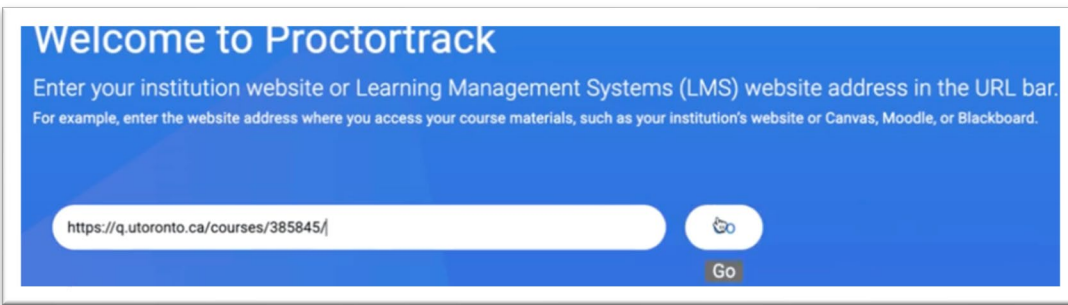 Welcome to Proctortrack
Enter your institution website or Learning Management Systems (LMS) website address in the URL bar.
For example, enter the website address where you access your course materials, such as your institution's website or Canvas, Moodle, or Blackboard.
https://q.utoronto.ca/courses/385845/
Go
Go